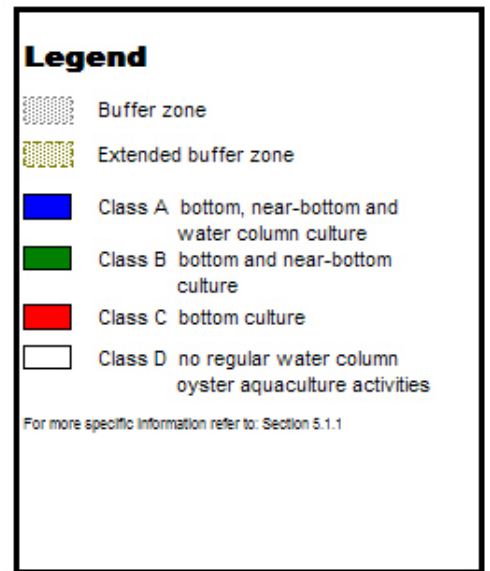 Legend
Buffer zone
Extended buffer zone
Class A bottom, near-bottom and
water column culture
Class B bottom and near-bottom
culture
Class C bottom culture
Class D no regular water column
oyster aquaculture activities
For more specific information refer to: Section 5.1.1